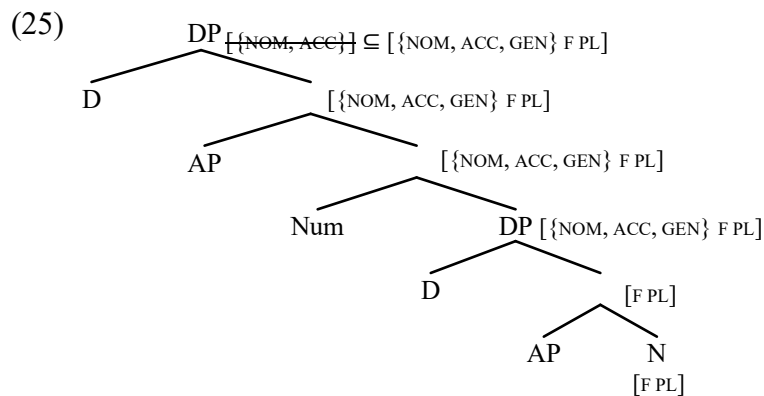 (25)
DP [{NOM, ACC}] ⊆ [{NOM, ACC, GEN} F PL]
D [{NOM, ACC, GEN} F PL]
AP [{NOM, ACC, GEN} F PL]
Num DP [{NOM, ACC, GEN} F PL]
D [F PL]
AP N
[F PL]